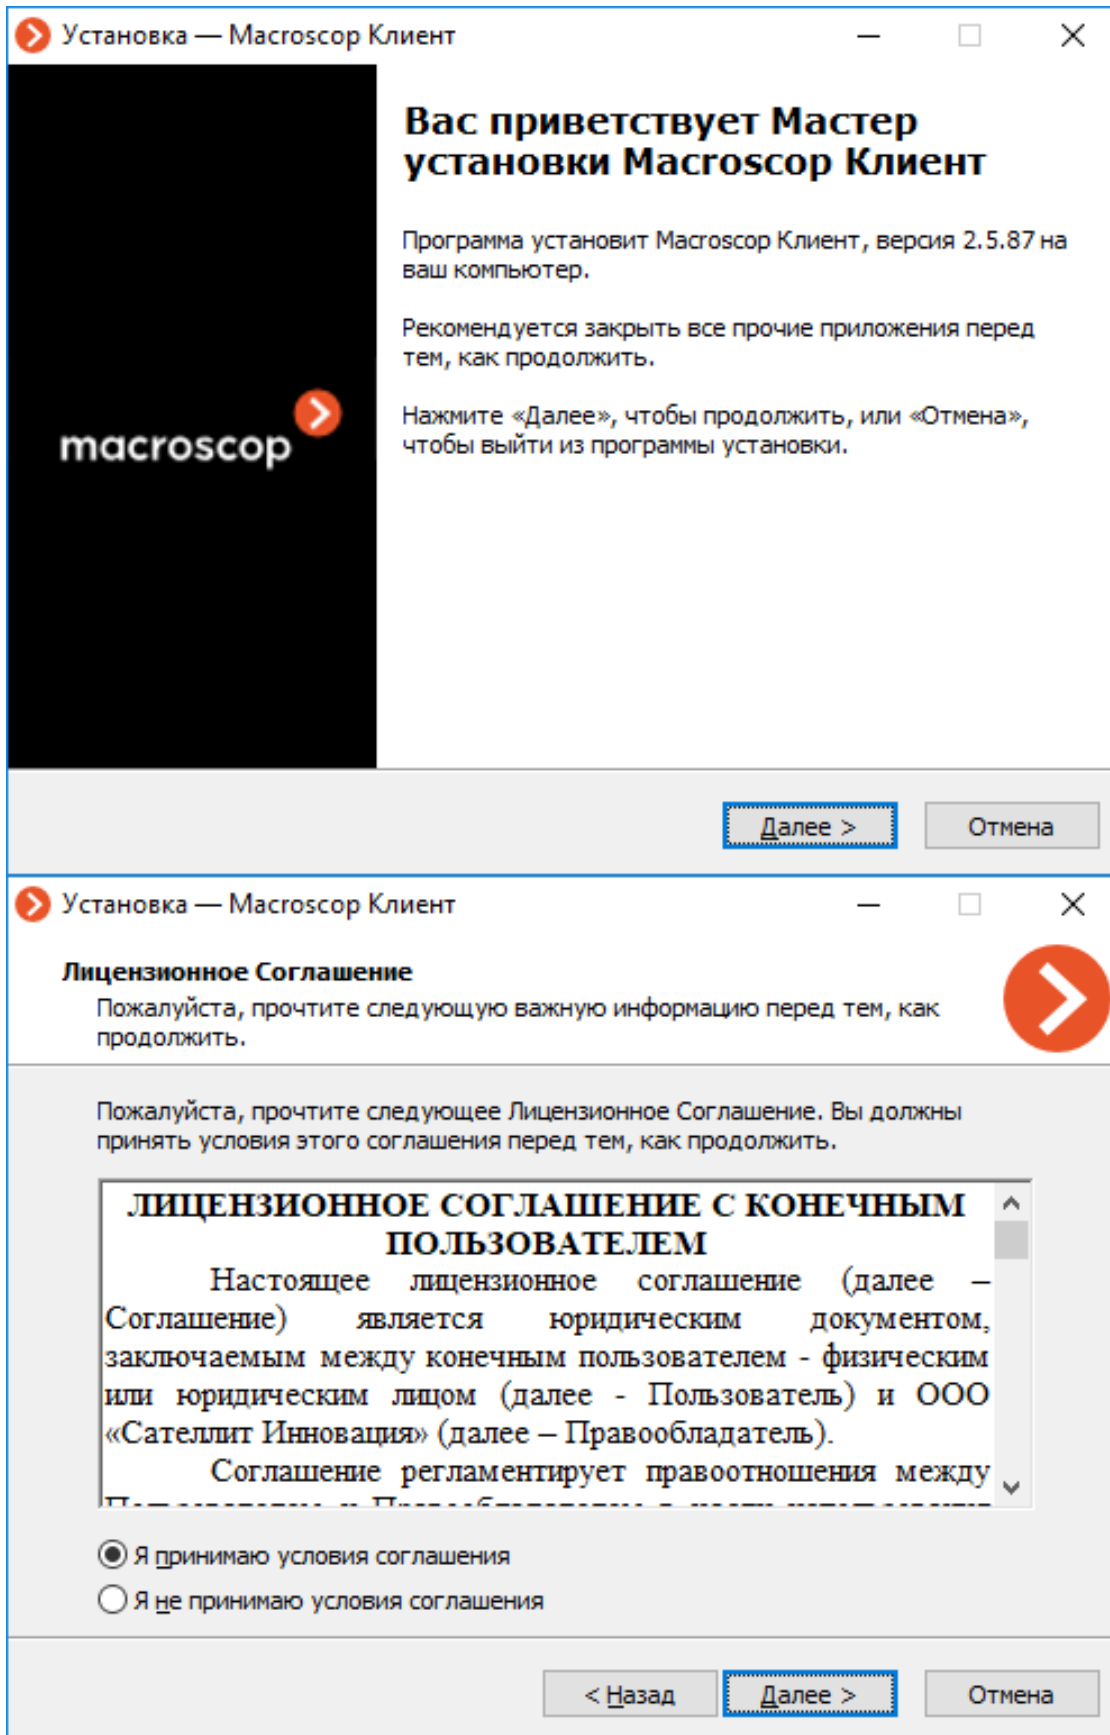 Установка — Macroscop Клиент
Вас приветствует Мастер
установки Macroscop Клиент
Программа установит Macroscop Клиент, версия 2.5.87 на
ваш компьютер.
Рекомендуется закрыть все прочие приложения перед
тем, как продолжить.
Нажмите «Далее», чтобы продолжить, или «Отмена»,
чтобы выйти из программы установки.
macroscop
Далее >
Отмена
Установка — Macroscop Клиент
Лицензионное Соглашение
Пожалуйста, прочтите следующую важную информацию перед тем, как
продолжить.
Пожалуйста, прочтите следующее Лицензионное Соглашение. Вы должны
принять условия этого соглашения перед тем, как продолжить.
ЛИЦЕНЗИОННОЕ СОГЛАШЕНИЕ С КОНЕЧНЫМ
ПОЛЬЗОВАТЕЛЕМ
Настоящее лицензионное соглашение (далее –
Соглашение) является юридическим документом,
заключаемым между конечным пользователем - физическим
или юридическим лицом (далее - Пользователь) и ООО
«Сателлит Инновация» (далее – Правообладатель).
Соглашение регламентирует правоотношения между
Я принимаю условия соглашения
Я не принимаю условия соглашения
< Назад
Далее >
Отмена